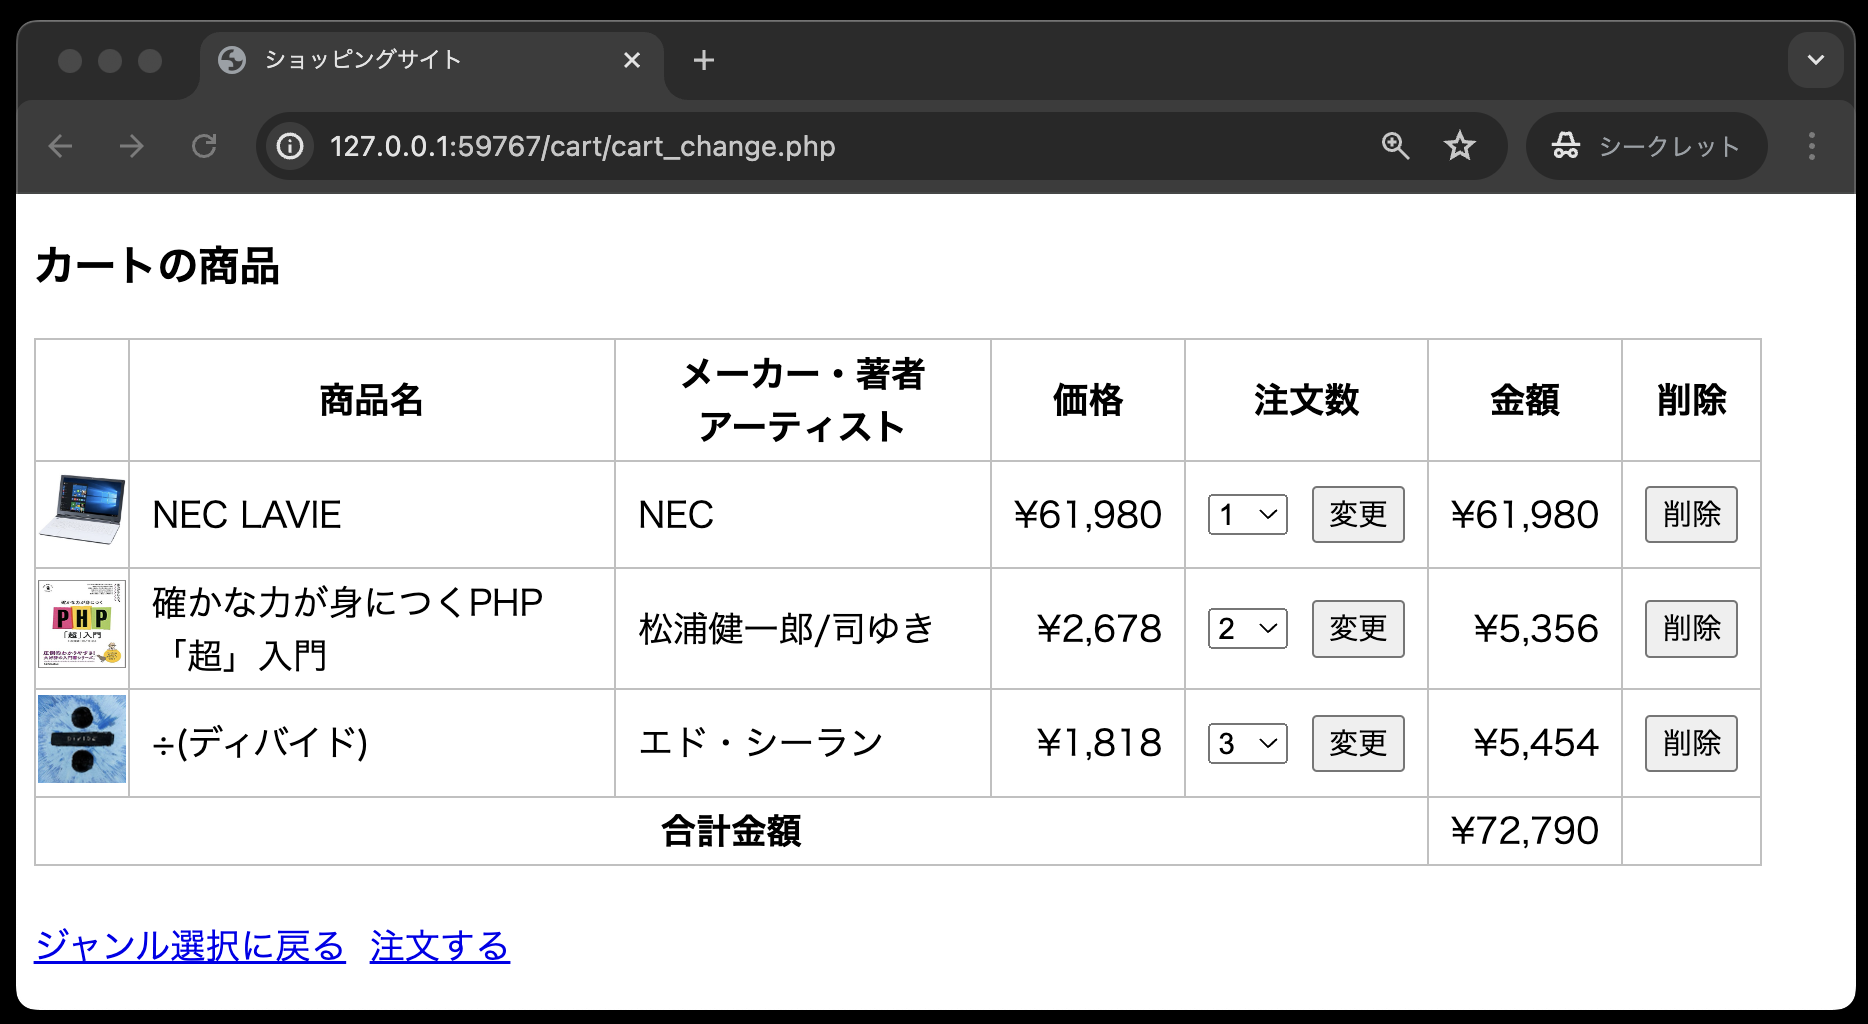 ショッピングサイト
127.0.0.1:59767/cart/cart_change.php
シークレット
カートの商品
商品名 メーカー・著者 価格 注文数 金額 削除
アーティスト
NEC LAVIE NEC ¥61,980 1 変更 ¥61,980 削除
確かな力が身につくPHP
「超」入門 松浦健一郎/司ゆき ¥2,678 2 変更 ¥5,356 削除
PHP
「超」入門
÷(ディバイド) エド・シーラン ¥1,818 3 変更 ¥5,454 削除
合計金額 ¥72,790
ジャンル選択に戻る 注文する